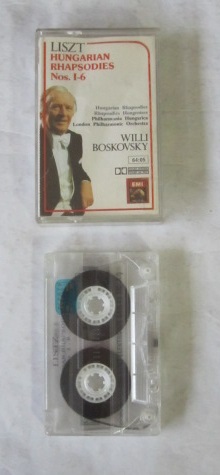 LISZT
HUNGARIAN
RHAPSODIES
Nos. 1-6
Hungarian Rhapsodies
Rhapsodies Hongroises
Philharmonia Hungarica
London Philharmonic Orchestra
WILLI
BOSKOVSKY
EMI